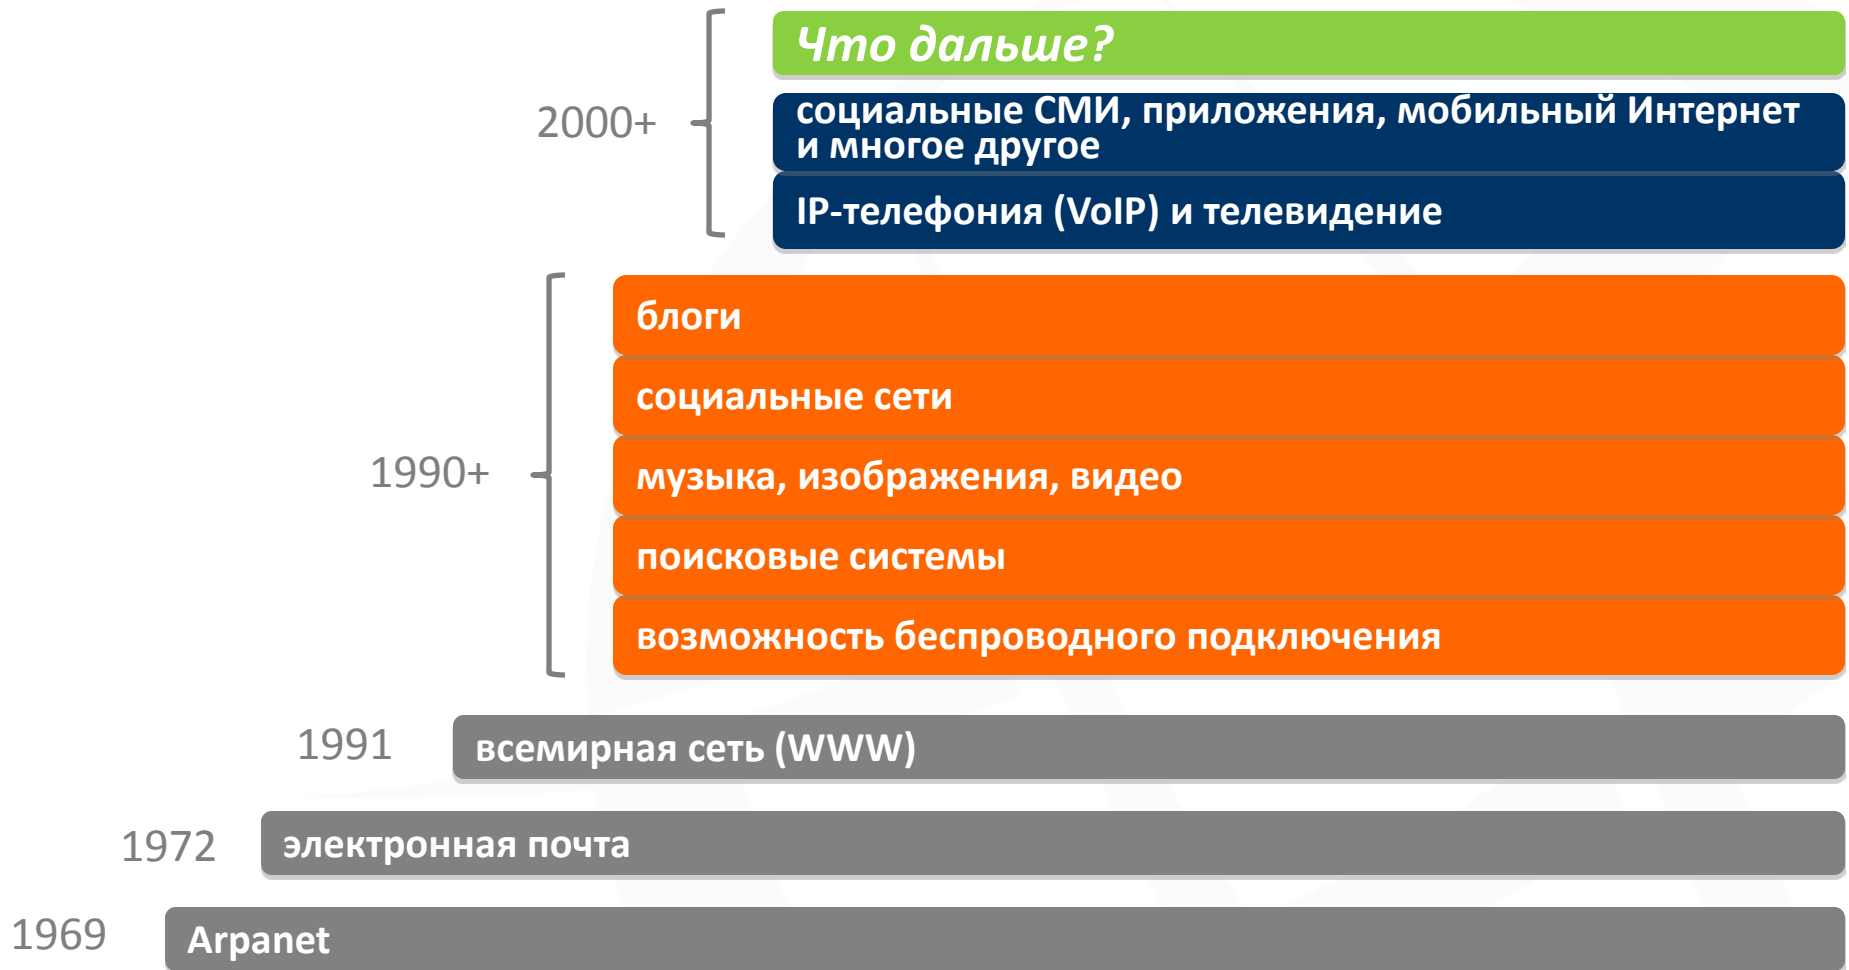 Что дальше?
2000+
социальные СМИ, приложения, мобильный Интернет
и многое другое
IP-телефония (VoIP) и телевидение
блоги
социальные сети
1990+
музыка, изображения, видео
поисковые системы
возможность беспроводного подключения
1991
всемирная сеть (WWW)
1972
электронная почта
1969
Arpanet